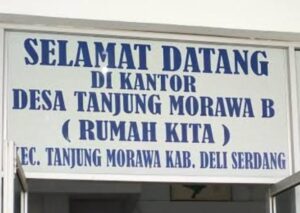 SELAMAT DATANG
DI KANTOR
DESA TANJUNG MORAWA B
( RUMAH KITA )
KEC. TANJUNG MORAWA KAB. DELI SERDANG